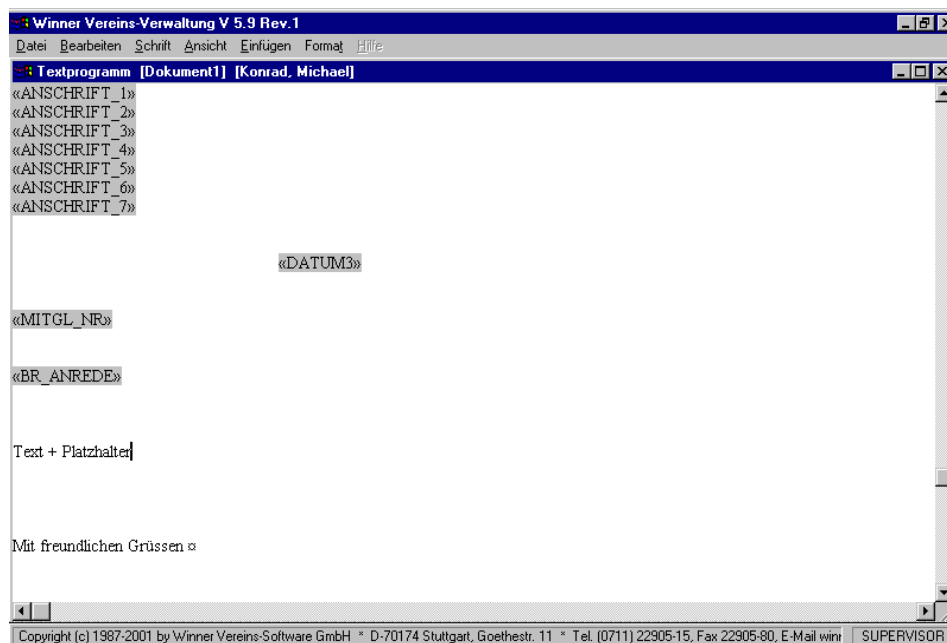 Winner Vereins-Verwaltung V 5.9 Rev.1
Datei Bearbeiten Schrift Ansicht Einfügen Format Hilfe
Textprogramm [Dokument1] [Konrad, Michael]
«ANSCHRIFT_1»
«ANSCHRIFT_2»
«ANSCHRIFT_3»
«ANSCHRIFT_4»
«ANSCHRIFT_5»
«ANSCHRIFT_6»
«ANSCHRIFT_7»
«DATUM3»
«MITGL_NR»
«BR_ANREDE»
Text + Platzhalter
Mit freundlichen Grüssen ¤
Copyright (c) 1987-2001 by Winner Vereins-Software GmbH * D-70174 Stuttgart, Goethestr. 11 * Tel. (0711) 22905-15, Fax 22905-80, E-Mail SUPERVISOR